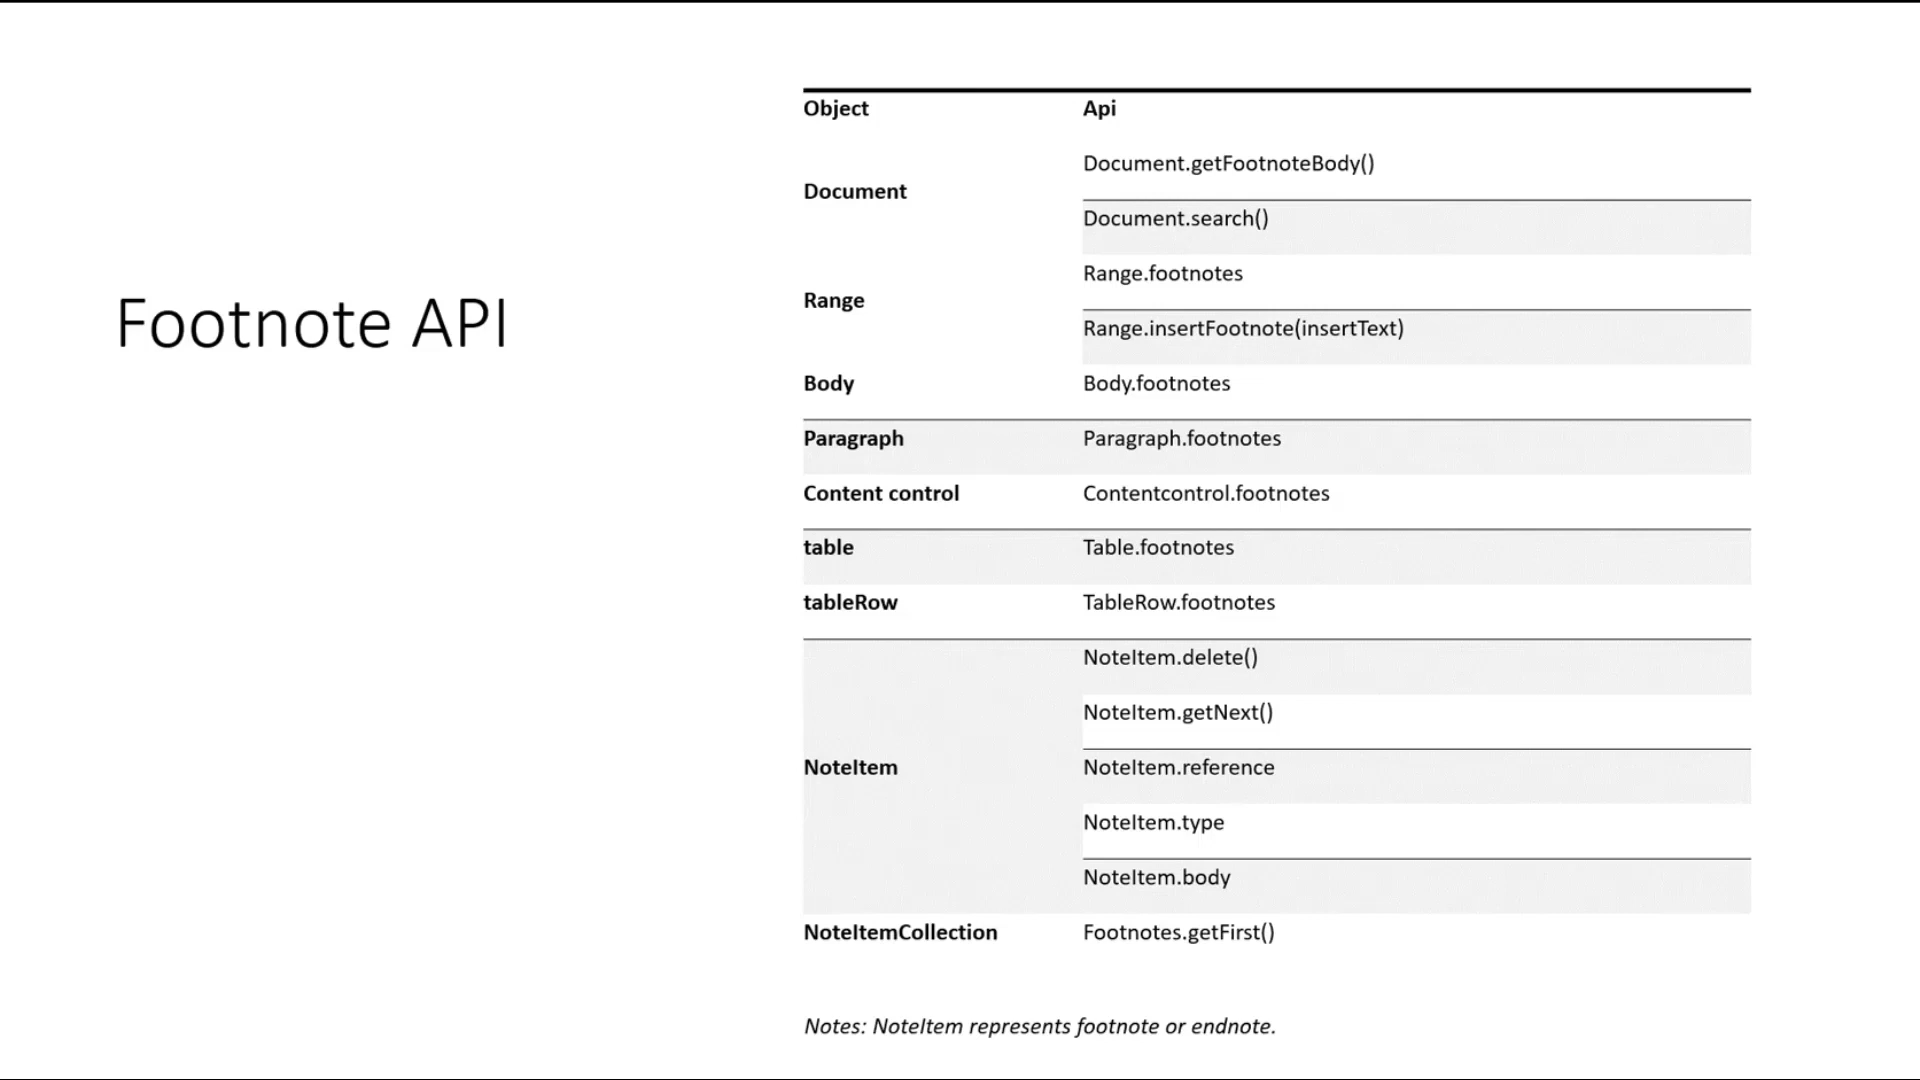 Footnote API
Object Api
Document Document.getFootnoteBody()
Document.search()
Range Range.footnotes
Range.insertFootnote(insertText)
Body Body.footnotes
Paragraph Paragraph.footnotes
Content control Contentcontrol.footnotes
table Table.footnotes
tableRow TableRow.footnotes
NoteItem NoteItem.delete()
NoteItem.getNext()
NoteItem.reference
NoteItem.type
NoteItem.body
NoteItemCollection Footnotes.getFirst()
Notes: NoteItem represents footnote or endnote.